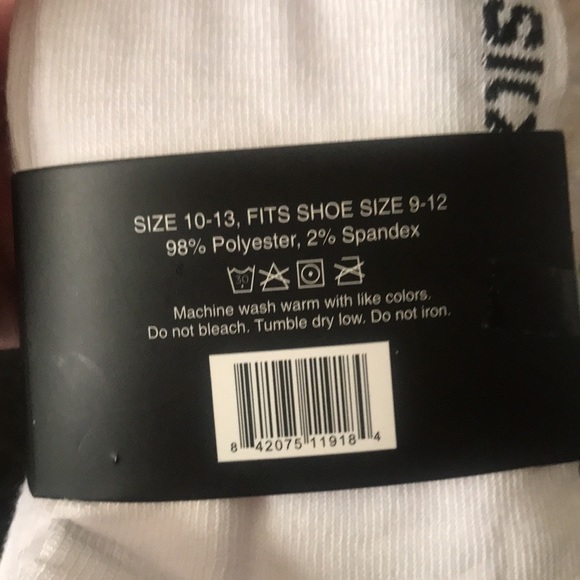 SIZE 10-13, FITS SHOE SIZE 9-12
98% Polyester, 2% Spandex
30
Machine wash warm with like colors.
Do not bleach. Tumble dry low. Do not iron.
8 42075 11918 4